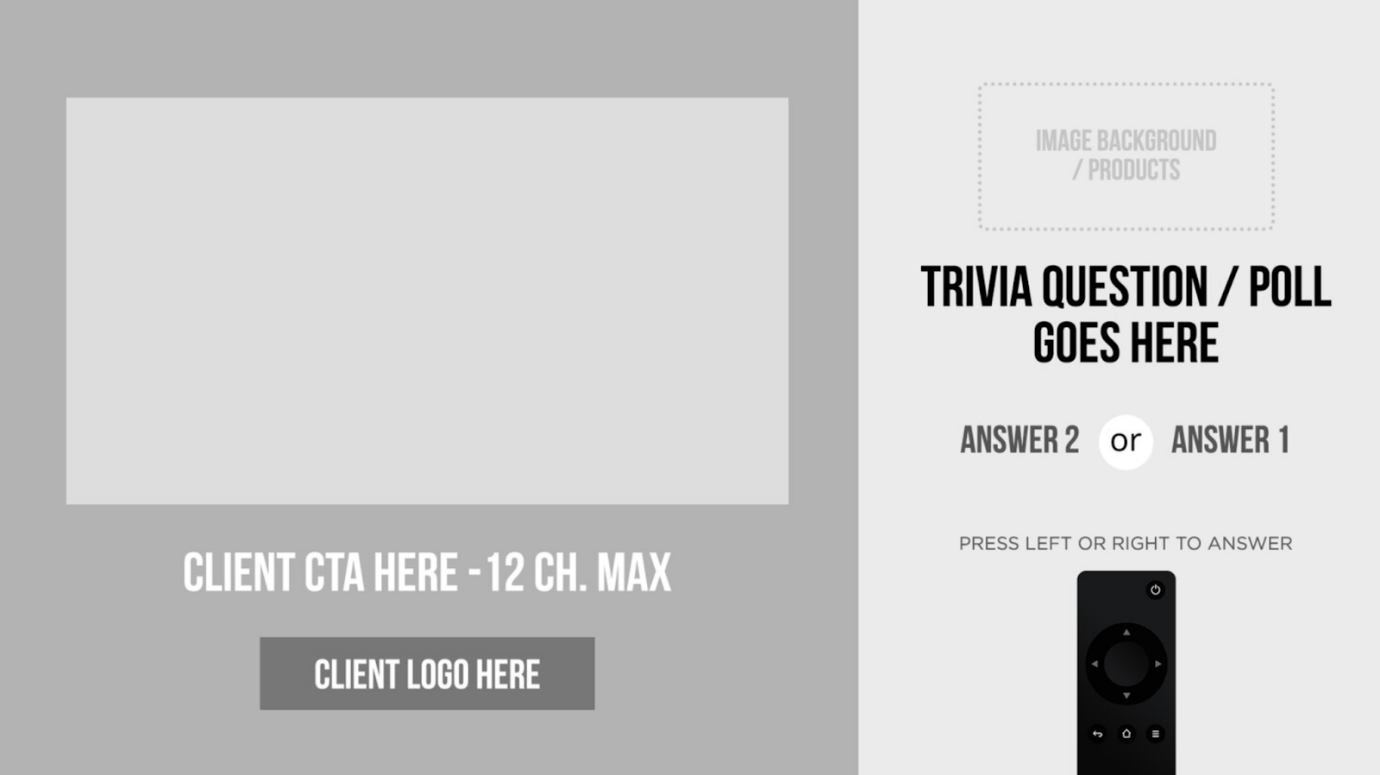 CLIENT CTA HERE - 12 CH. MAX
CLIENT LOGO HERE
IMAGE BACKGROUND
/ PRODUCTS
TRIVIA QUESTION / POLL
GOES HERE
ANSWER 2 or ANSWER 1
PRESS LEFT OR RIGHT TO ANSWER